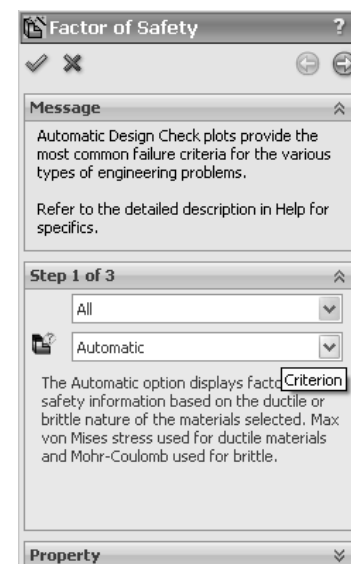 Factor of Safety ?
Message
Automatic Design Check plots provide the
most common failure criteria for the various
types of engineering problems.
Refer to the detailed description in Help for
specifics.
Step 1 of 3
All
Automatic
Criterion
The Automatic option displays
safety information based on the ductile or
brittle nature of the materials selected. Max
von Mises stress used for ductile materials
and Mohr-Coulomb used for brittle.
Property